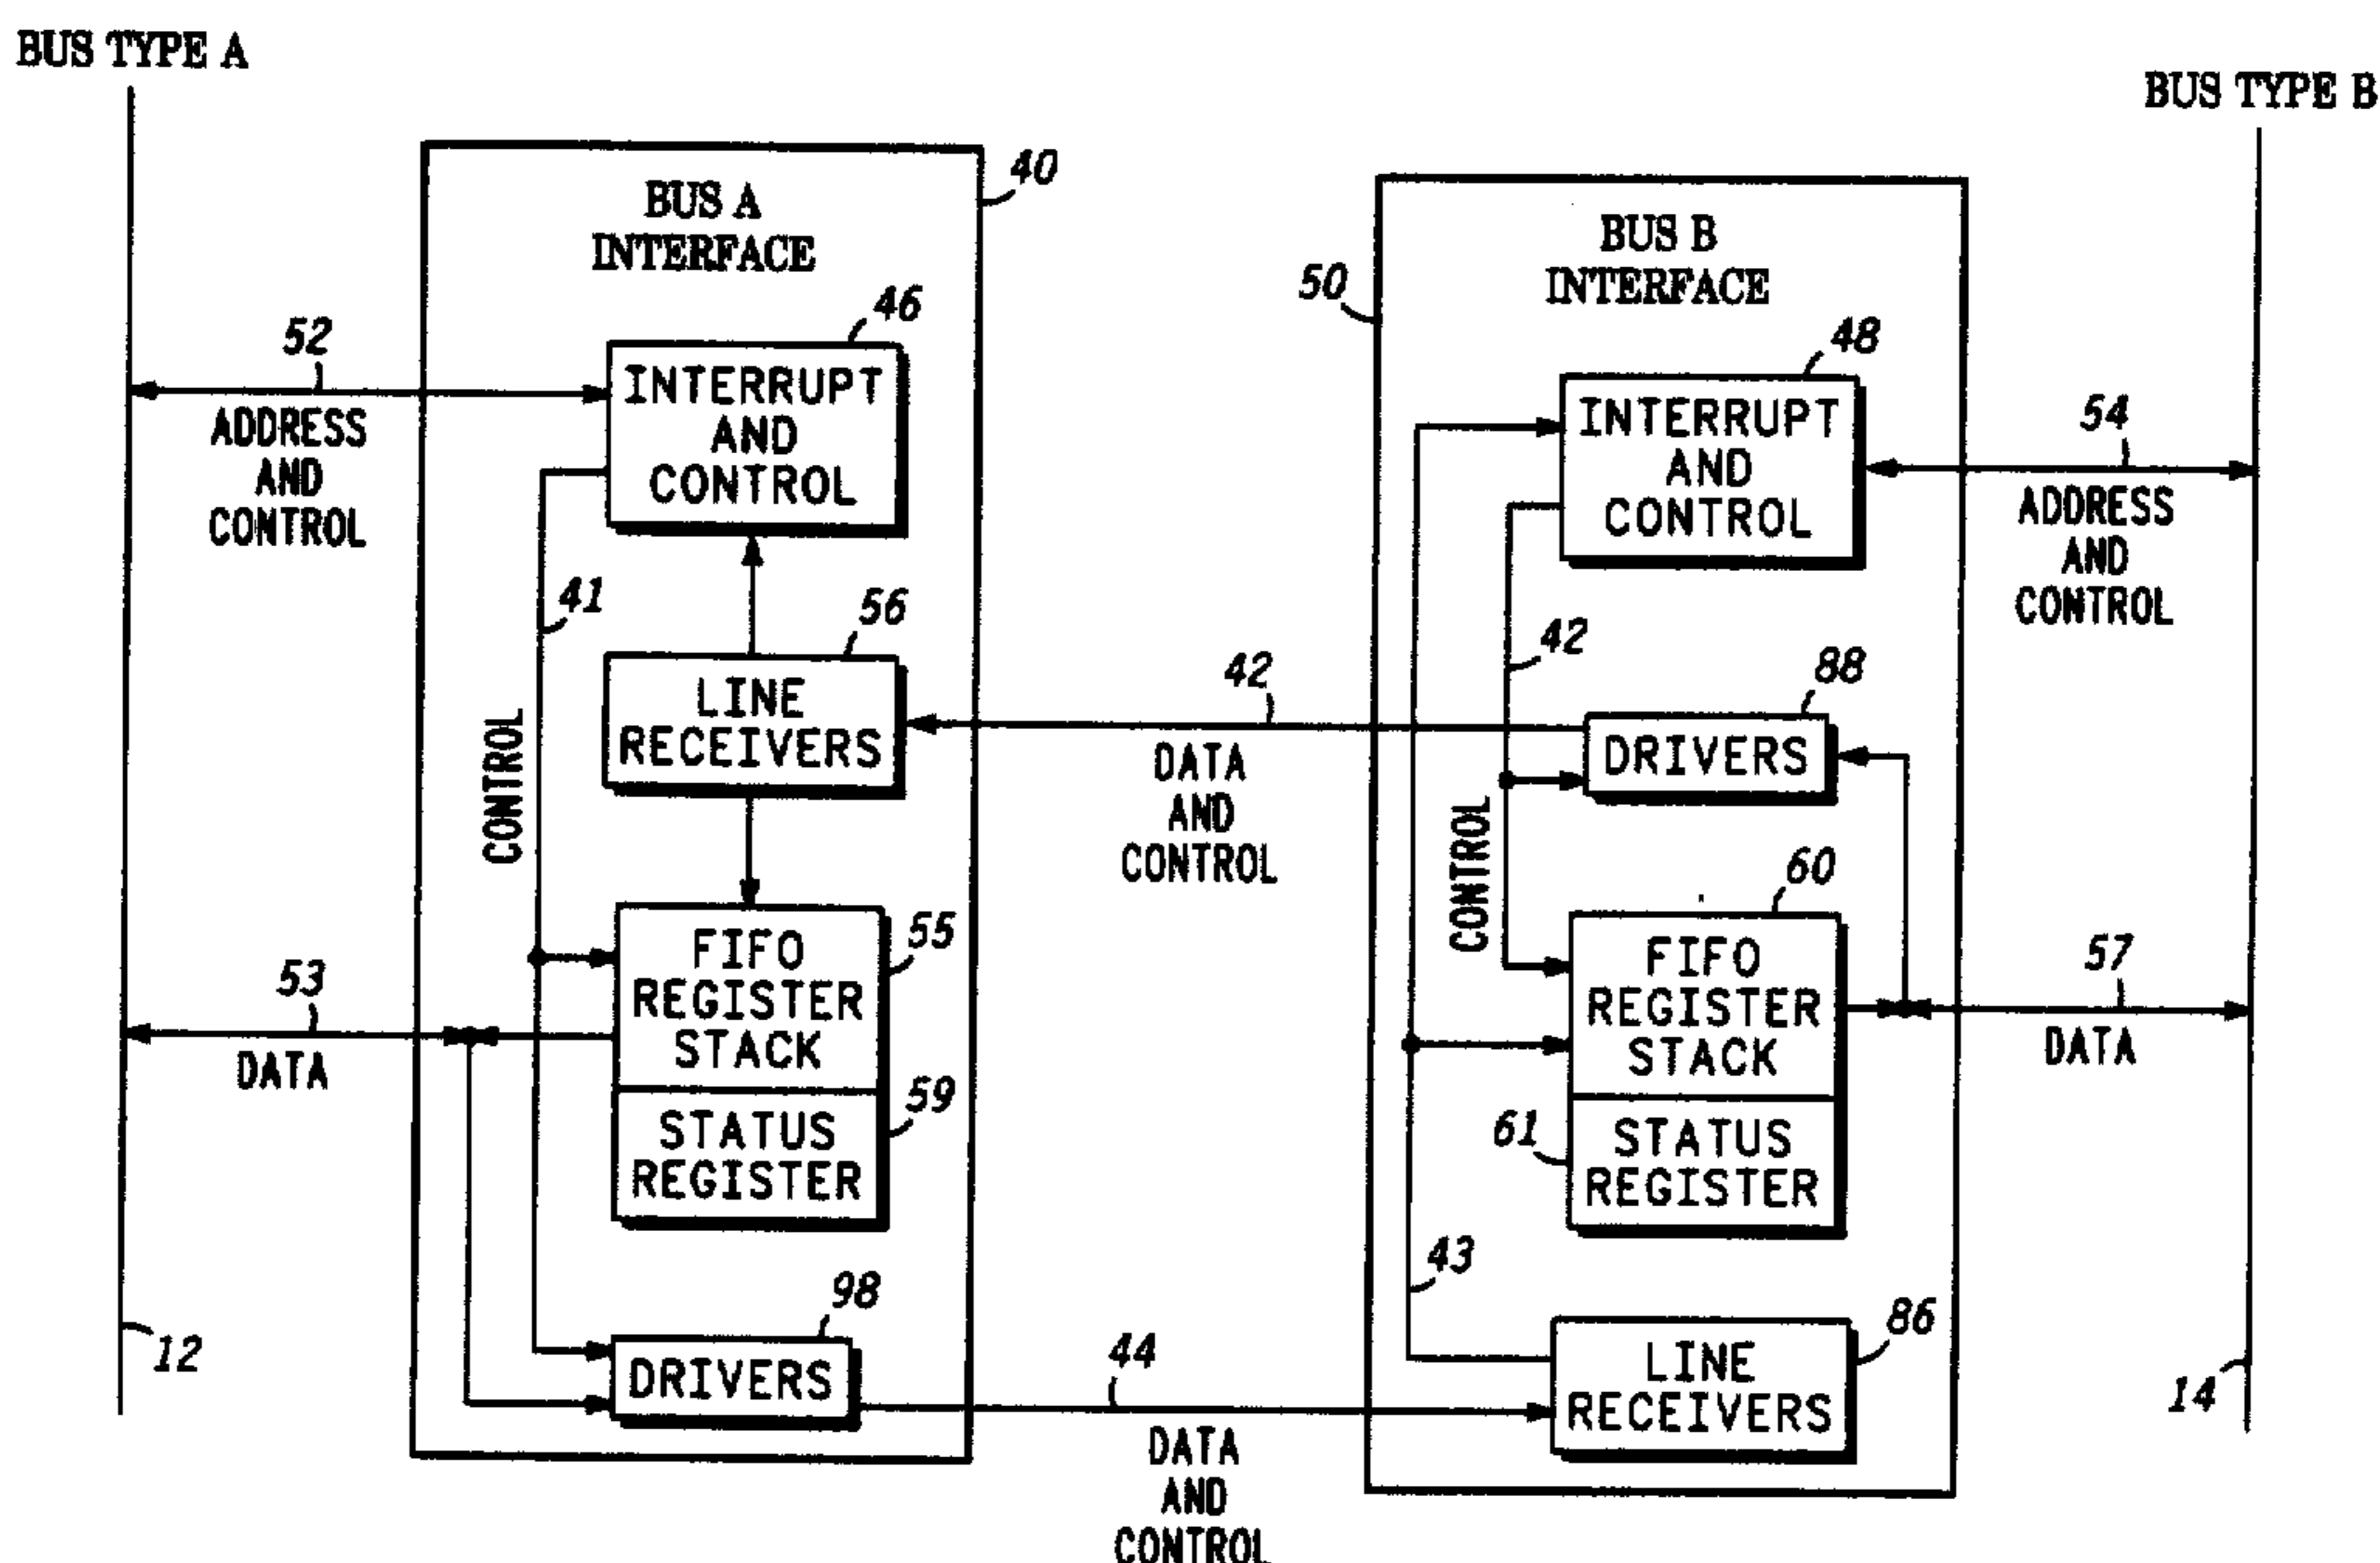 BUS TYPE A
BUS TYPE B
BUS A
INTERFACE
40
46
INTERRUPT
AND
CONTROL
52
ADDRESS
AND
CONTROL
41
CONTROL
56
LINE
RECEIVERS
55
FIFO
REGISTER
STACK
59
STATUS
REGISTER
53
DATA
98
DRIVERS
12
42
DATA
AND
CONTROL
44
DATA
AND
CONTROL
BUS B
INTERFACE
50
48
INTERRUPT
AND
CONTROL
54
ADDRESS
AND
CONTROL
42
CONTROL
88
DRIVERS
60
FIFO
REGISTER
STACK
61
STATUS
REGISTER
57
DATA
43
86
LINE
RECEIVERS
14